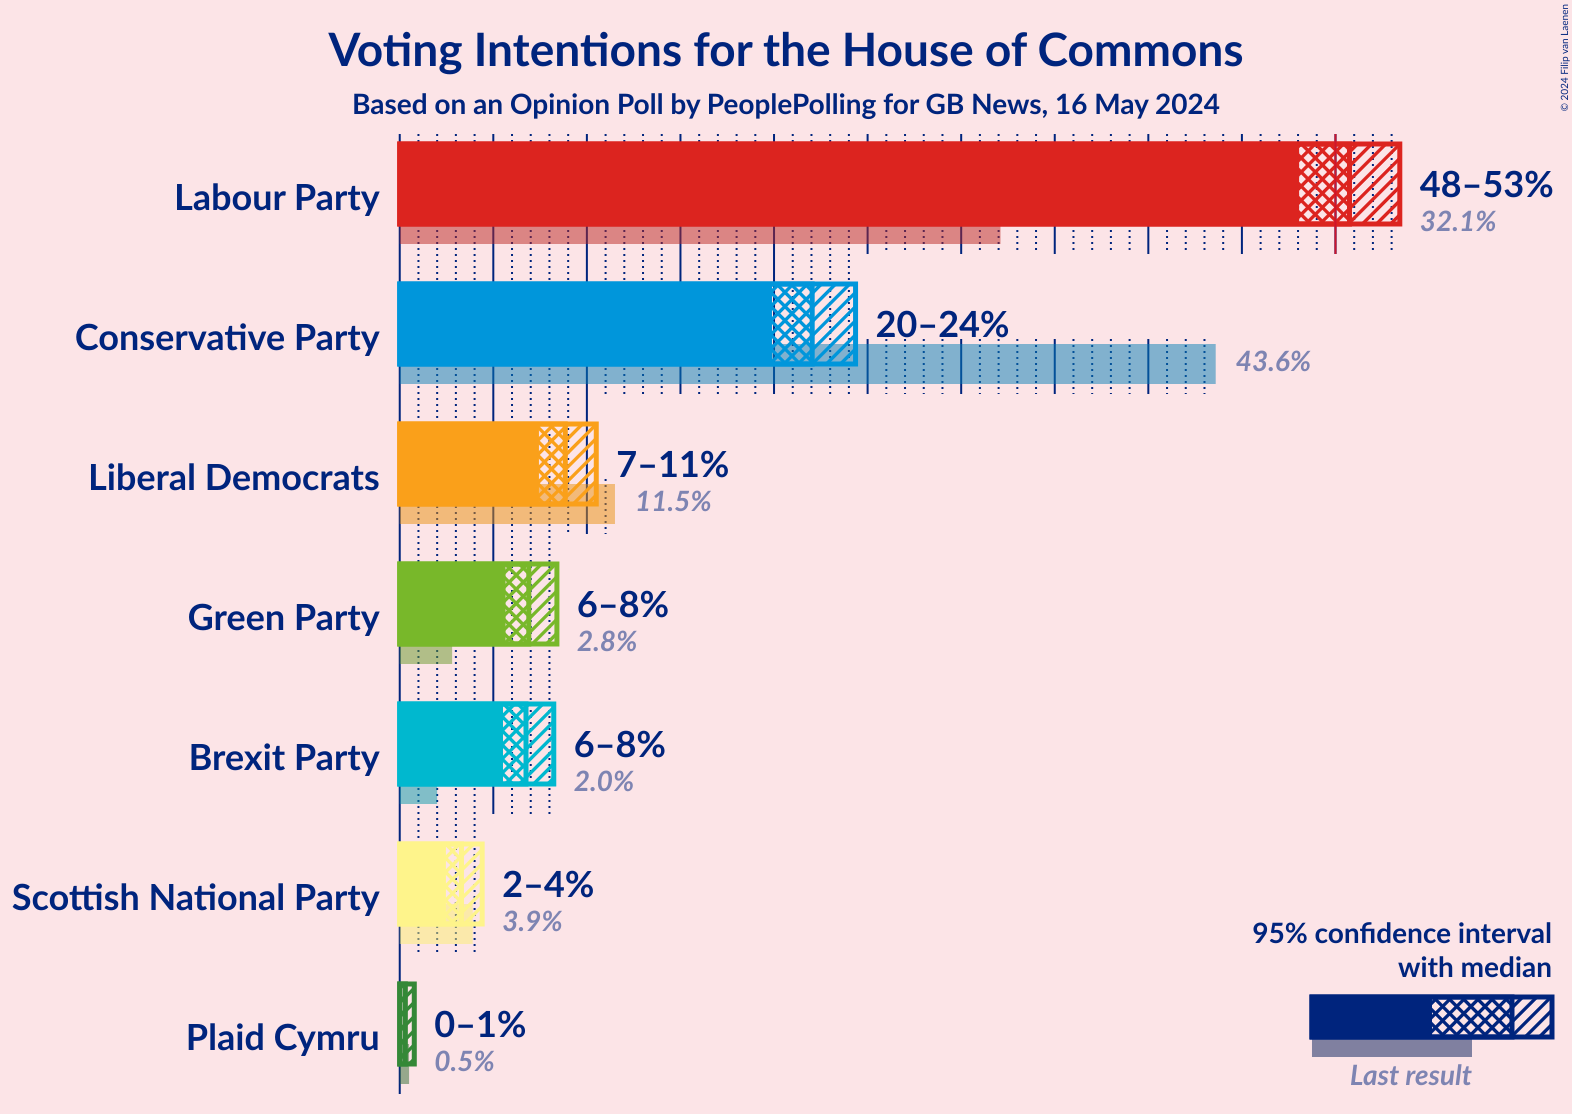 Voting Intentions for the House of Commons
Based on an Opinion Poll by PeoplePolling for GB News, 16 May 2024
© 2024 Filip van Laenen
Labour Party
48–53%
32.1%
Conservative Party
20–24%
43.6%
Liberal Democrats
7–11%
11.5%
Green Party
6–8%
2.8%
Brexit Party
6–8%
2.0%
Scottish National Party
2–4%
3.9%
Plaid Cymru
0–1%
0.5%
95% confidence interval
with median
Last result